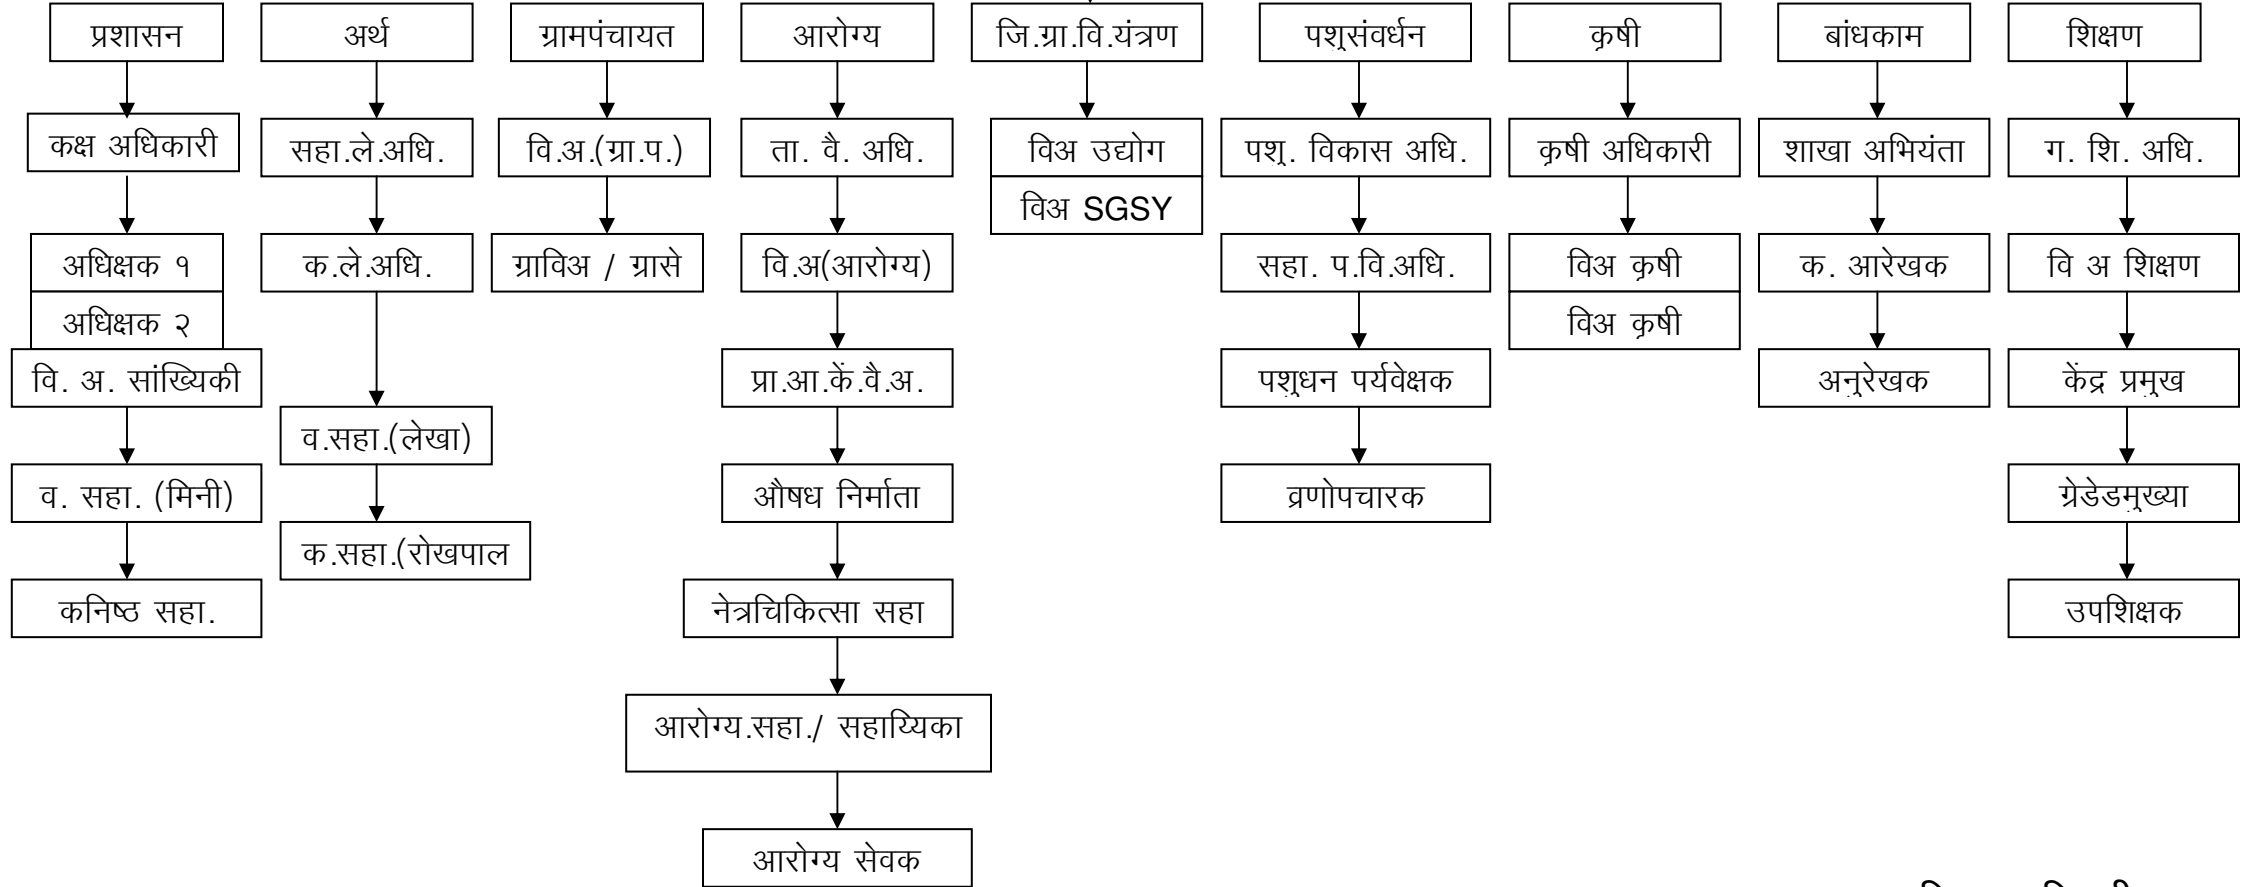 प्रशासन
कक्ष अधिकारी
अधिक्षक १
अधिक्षक २
वि. अ. सांख्यिकी
व. सहा. (मिनी)
कनिष्ठ सहा.
अर्थ
सहा.ले.अधि.
क.ले.अधि.
व.सहा.(लेखा)
क.सहा.(रोखपाल
ग्रामपंचायत
वि.अ.(ग्रा.प.)
ग्राविअ / ग्रासे
आरोग्य
ता. वै. अधि.
वि.अ(आरोग्य)
प्रा.आ.कें.वै.अ.
औषध निर्माता
नेत्रचिकित्सा सहा
आरोग्य.सहा./ सहाय्यिका
आरोग्य सेवक
जि.ग्रा.वि.यंत्रण
विअ उद्योग
विअ SGSY
पशुसंवर्धन
पशु. विकास अधि.
सहा. प.वि.अधि.
पशुधन पर्यवेक्षक
व्रणोपचारक
कृषी
कृषी अधिकारी
विअ कृषी
विअ कृषी
बांधकाम
शाखा अभियंता
क. आरेखक
अनुरेखक
शिक्षण
ग. शि. अधि.
वि अ शिक्षण
केंद्र प्रमुख
ग्रेडेडमुख्या
उपशिक्षक